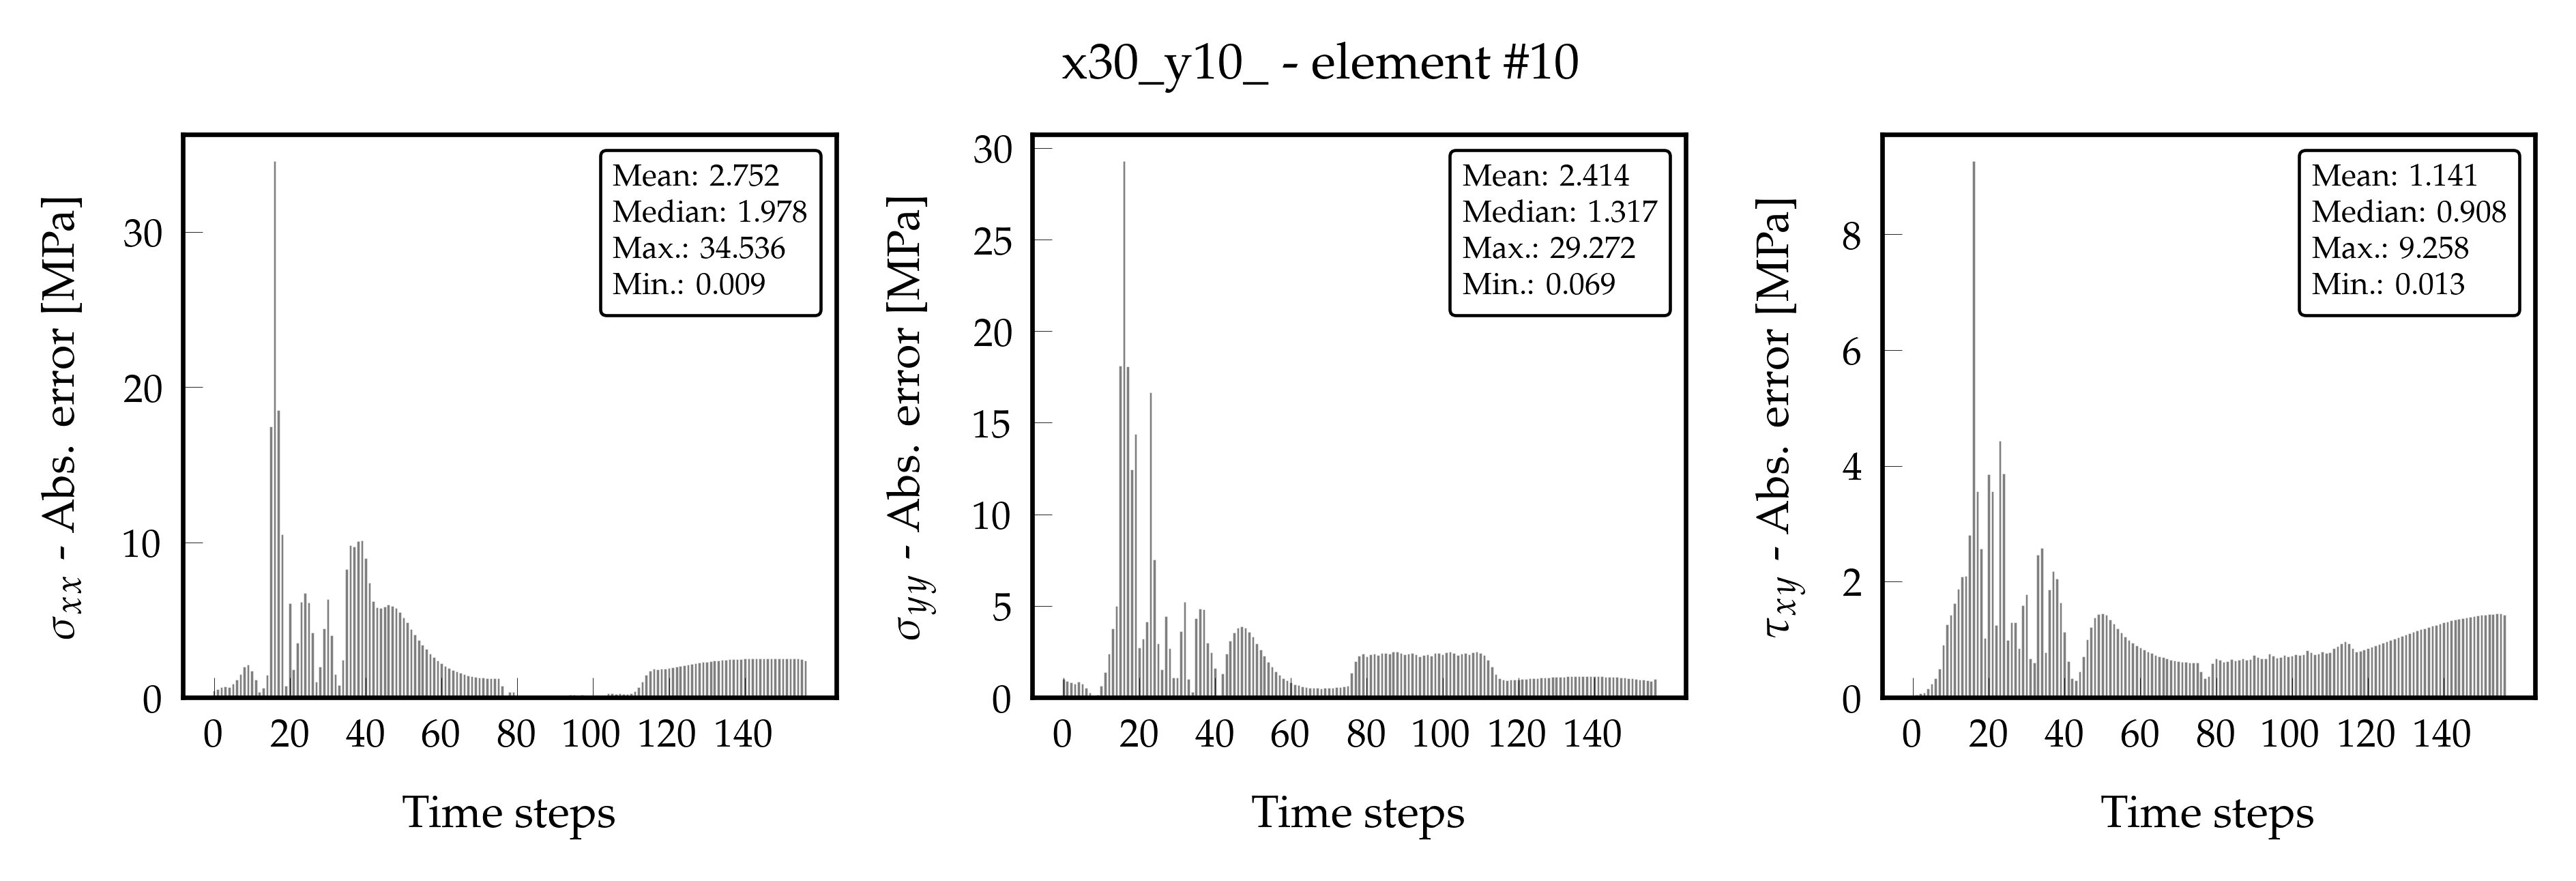 x30_y10_ - element #10
σxx - Abs. error [MPa]
30
20
10
0
0 20 40 60 80 100 120 140
Time steps
Mean: 2.752
Median: 1.978
Max.: 34.536
Min.: 0.009
σyy - Abs. error [MPa]
30
25
20
15
10
5
0
0 20 40 60 80 100 120 140
Time steps
Mean: 2.414
Median: 1.317
Max.: 29.272
Min.: 0.069
τxy - Abs. error [MPa]
8
6
4
2
0
0 20 40 60 80 100 120 140
Time steps
Mean: 1.141
Median: 0.908
Max.: 9.258
Min.: 0.013